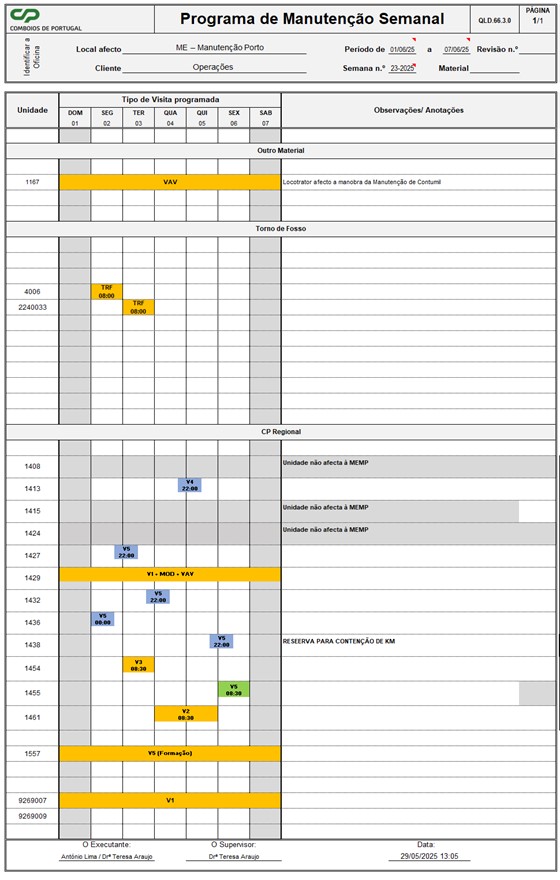 CP
COMBOIOS DE PORTUGAL
Programa de Manutenção Semanal
QLD.66.3.0
PÁGINA
1/1
Identificar a Oficina
Local afecto ME – Manutenção Porto
Período de 01/06/25 a 07/06/25 Revisão n.º
Cliente Operações
Semana n.º 23-2025 Material
Unidade
Tipo de Visita programada
Observações/ Anotações
DOM SEG TER QUA QUI SEX SAB
01 02 03 04 05 06 07
Outro Material
1167 VAV Locotrator afecto a manobra da Manutenção de Contumil
Torno de Fosso
4006 TRF 08:00
2240033 TRF 08:00
CP Regional
1408 Unidade não afecta à MEMP
1413 V4 22:00
1415 Unidade não afecta à MEMP
1424 Unidade não afecta à MEMP
1427 V5 22:00
1429 V1 + MOD + VAV
1432 V5 22:00
1436 V5 08:00
1438 V5 22:00 RESERVA PARA CONTENÇÃO DE KM
1454 V3 08:30
1455 V5 08:30
1461 V2 08:30
1557 V5 (Formação)
9269007 V1
9269009
O Executante: O Supervisor: Data:
António Lima / Drª Teresa Araujo Drª Teresa Araujo 29/05/2025 13:05